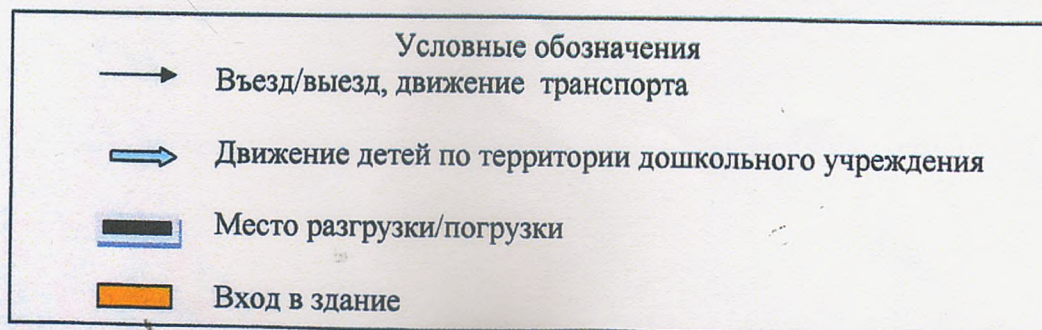 Условные обозначения
Въезд/выезд, движение транспорта
Движение детей по территории дошкольного учреждения
Место разгрузки/погрузки
Вход в здание